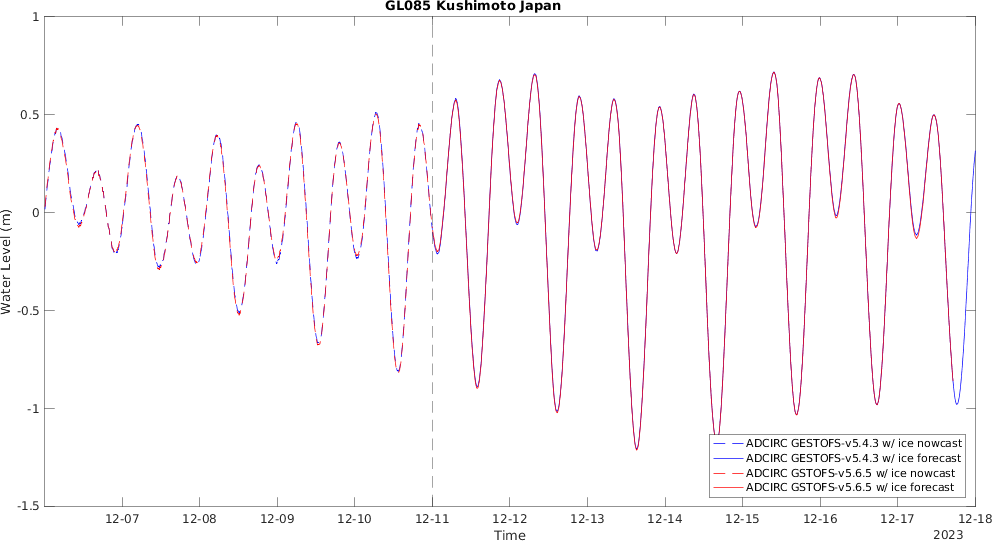 GL085 Kushimoto Japan
1
0.5
0
-0.5
-1
-1.5
Water Level (m)
12-07 12-08 12-09 12-10 12-11 12-12 12-13 12-14 12-15 12-16 12-17 12-18
Time
2023
ADCIRC GESTOFS-v5.4.3 w/ ice nowcast
ADCIRC GESTOFS-v5.4.3 w/ ice forecast
ADCIRC GSTOFS-v5.6.5 w/ ice nowcast
ADCIRC GSTOFS-v5.6.5 w/ ice forecast